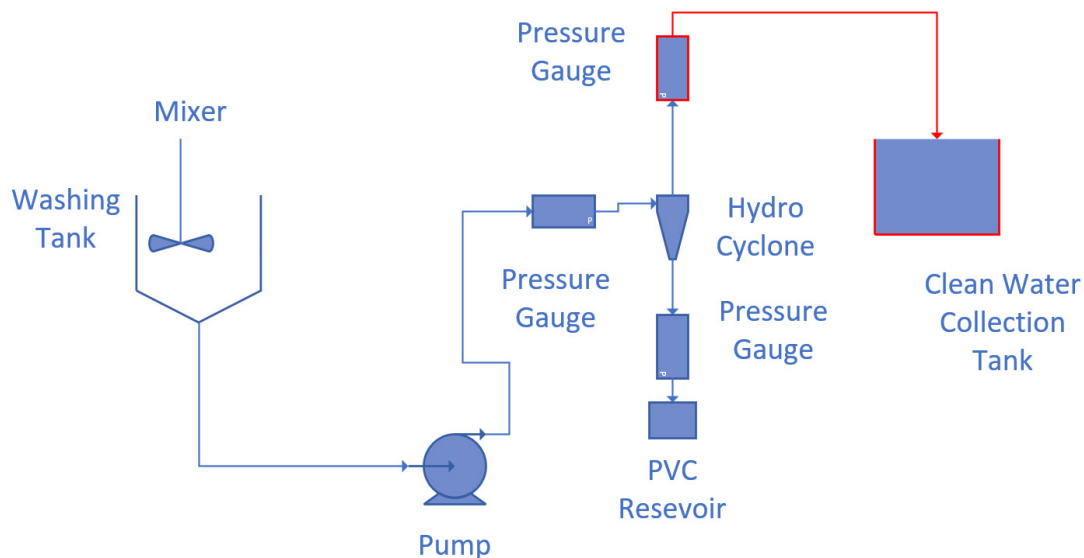 Pressure
Gauge
Mixer
Washing
Tank
P
P
Hydro
Cyclone
Pressure
Gauge
Pressure
Gauge
Clean Water
Collection
Tank
P
PVC
Resevoir
Pump